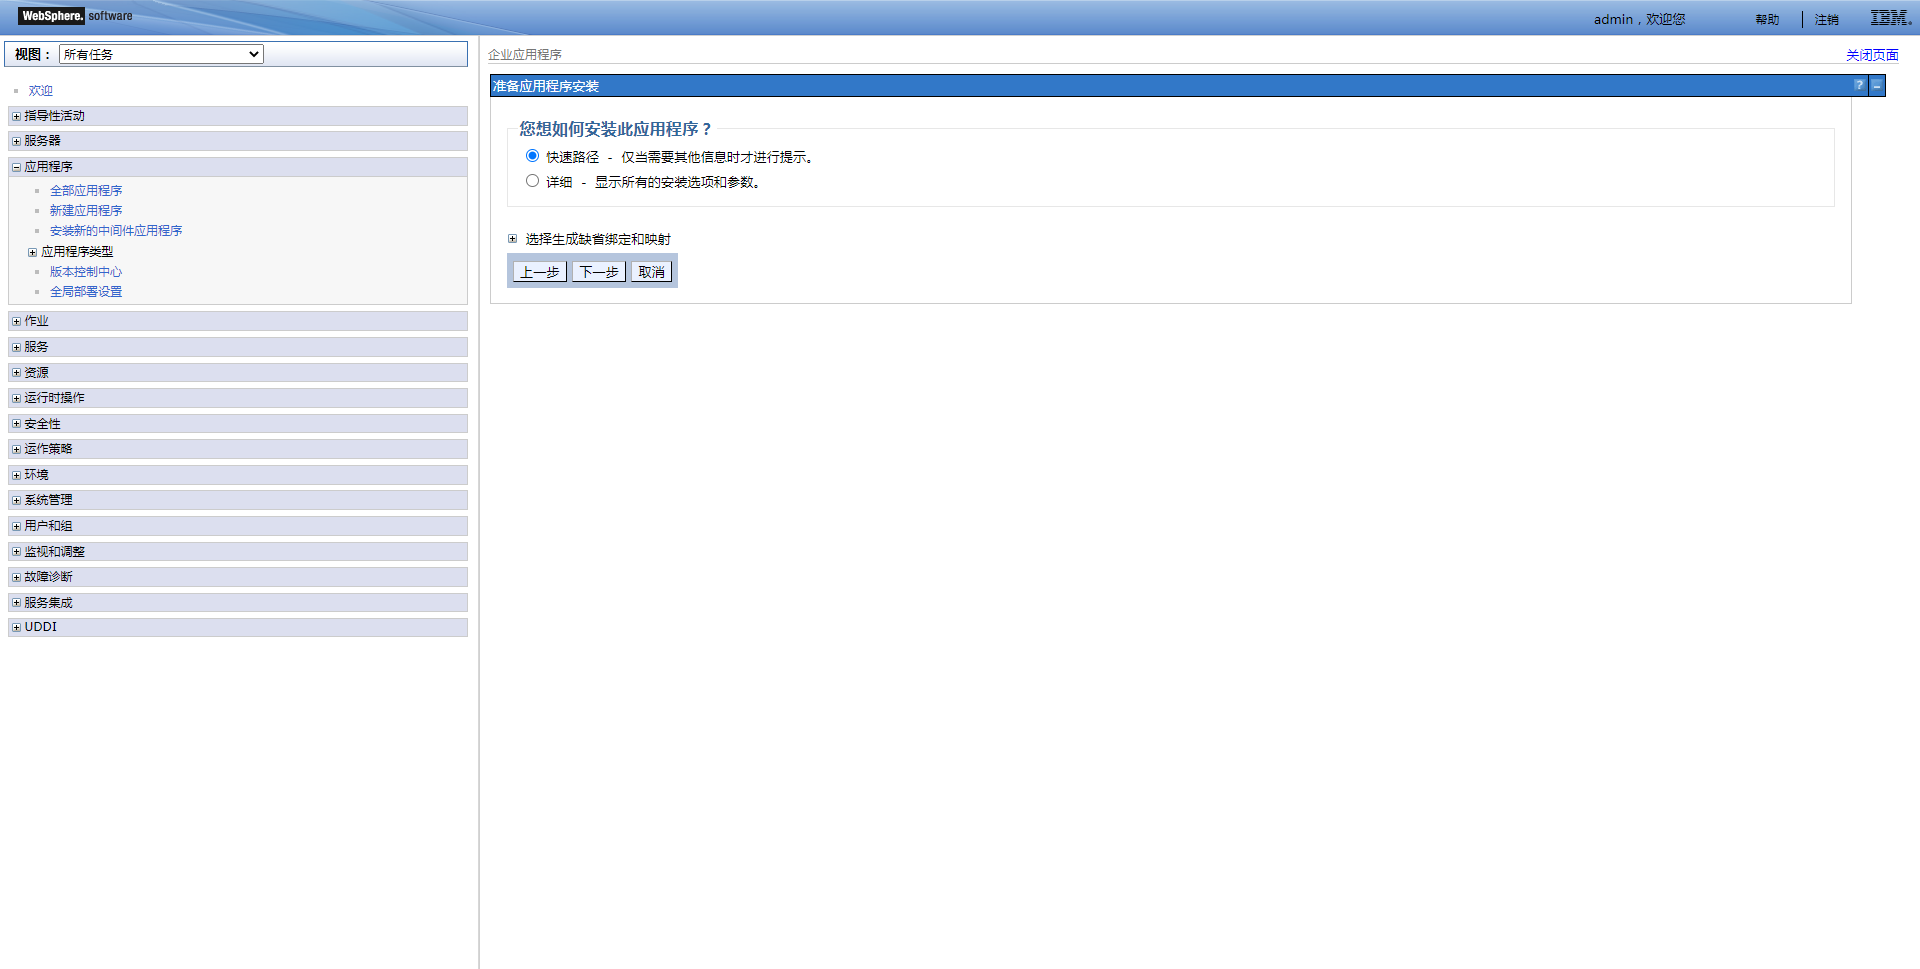 WebSphere. software
admin，欢迎您 帮助 注销 IBM.
视图： 所有任务
欢迎
指导性活动
服务器
应用程序
全部应用程序
新建应用程序
安装新的中间件应用程序
应用程序类型
版本控制中心
全局部署设置
作业
服务
资源
运行时操作
安全性
运作策略
环境
系统管理
用户和组
监视和调整
故障诊断
服务集成
UDDI
企业应用程序 关闭页面
准备应用程序安装 ? –
您想如何安装此应用程序？
快速路径 - 仅当需要其他信息时才进行提示。
详细 - 显示所有的安装选项和参数。
选择生成缺省绑定和映射
上一步 下一步 取消